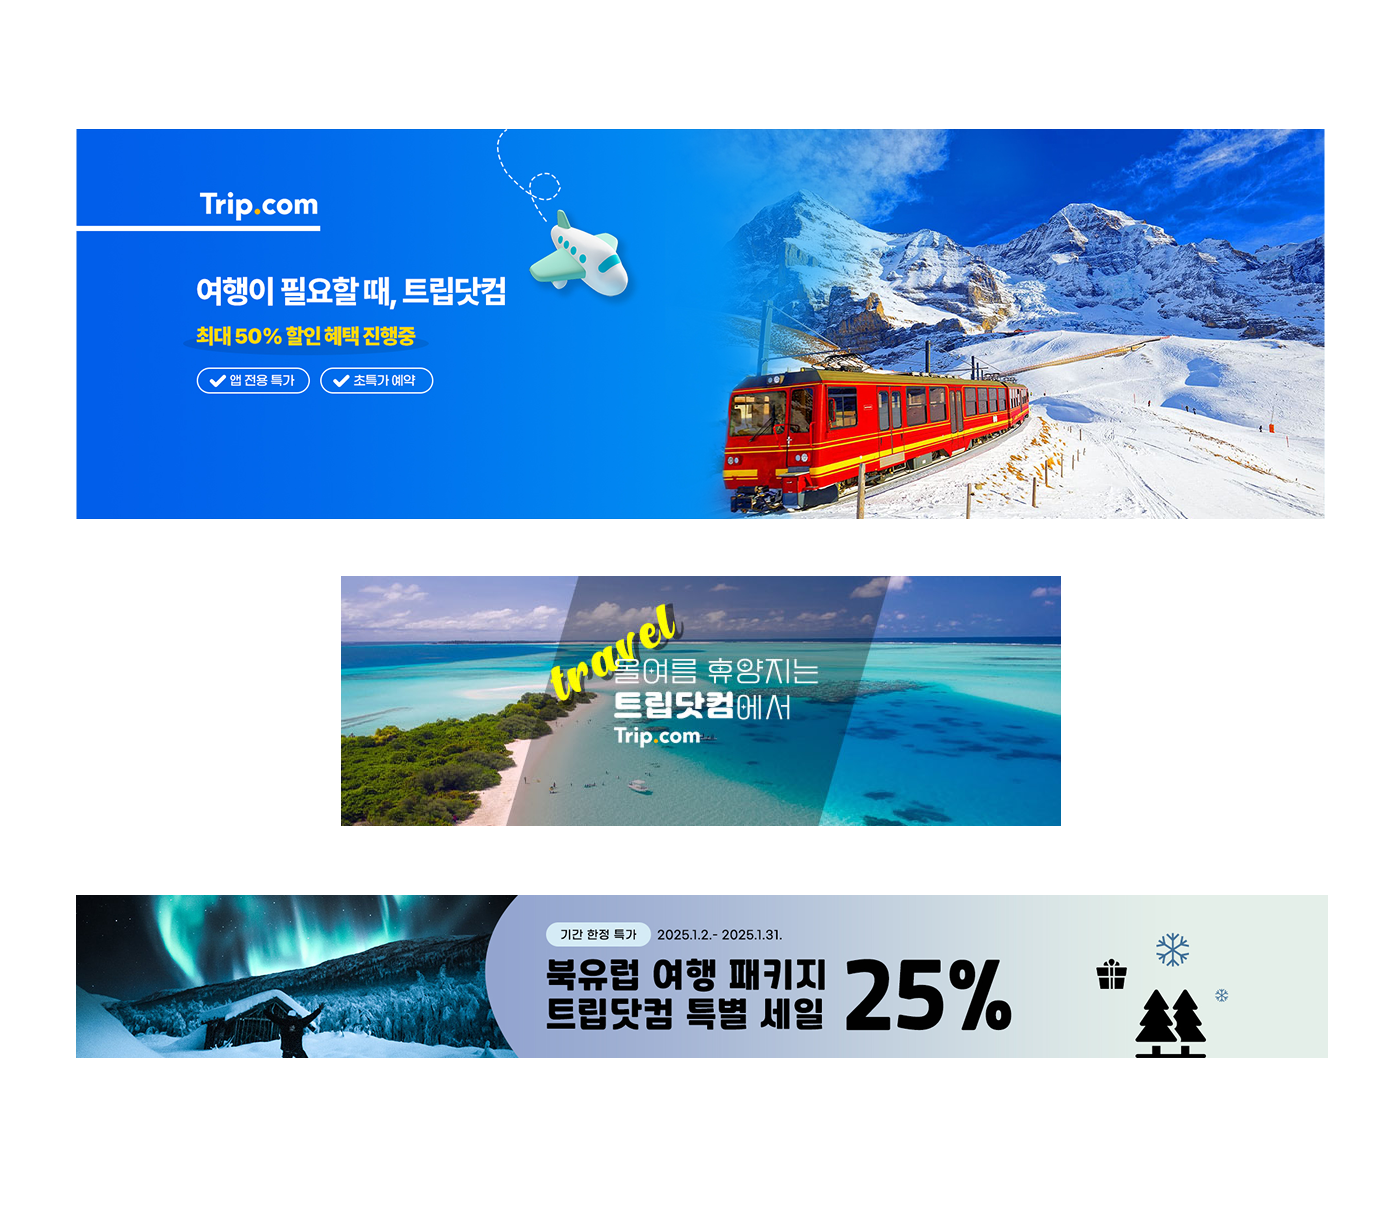 Trip.com
여행이 필요할 때, 트립닷컴
최대 50% 할인 혜택 진행중
앱 전용 특가
초특가 예약
travel
올여름 휴양지는
트립닷컴에서
Trip.com
기간 한정 특가 2025.1.2.- 2025.1.31.
북유럽 여행 패키지
트립닷컴 특별 세일
25%